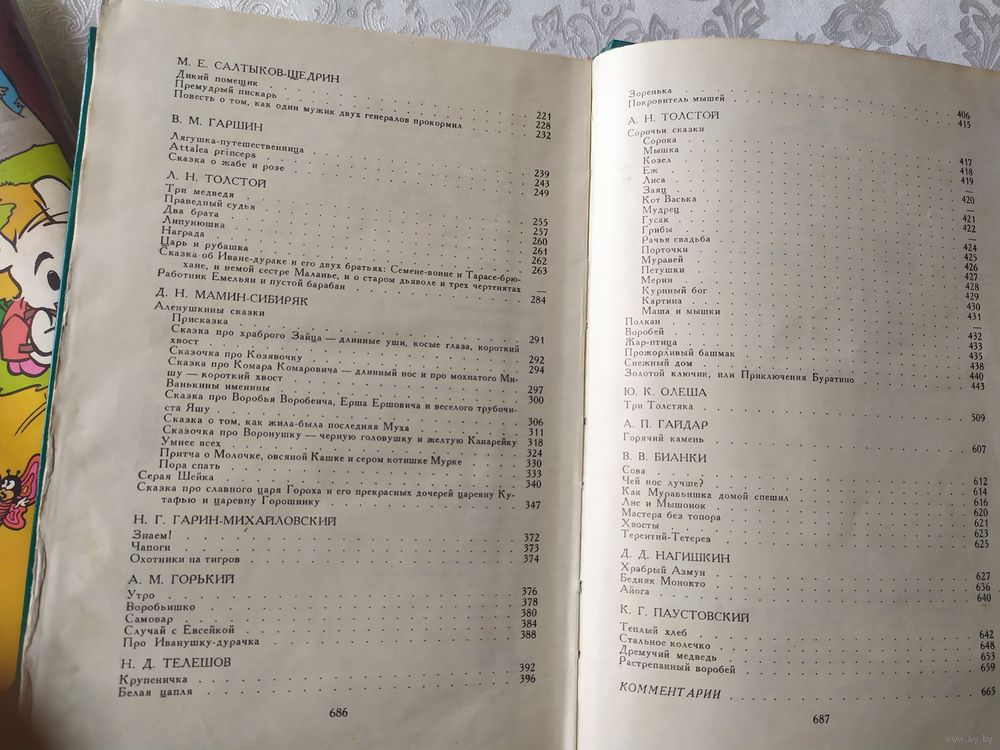 М. Е. САЛТЫКОВ-ЩЕДРИН
Дикий помещик 221
Премудрый пискарь 228
Повесть о том, как один мужик двух генералов прокормил 232
В. М. ГАРШИН
Лягушка-путешественница 239
Attalea princeps 243
Сказка о жабе и розе 249
Л. Н. ТОЛСТОЙ
Три медведя 255
Праведный судья 257
Два брата 260
Липунюшка 261
Награда 262
Царь и рубашка 263
Сказка об Иване-дураке и его двух братьях: Семене-воине и Тарасе-брю-
хане, и немой сестре Маланье, и о старом дьяволе и трех чертенятах —
Работник Емельян и пустой барабан 284
Д. Н. МАМИН-СИБИРЯК
Аленушкины сказки
Присказка 291
Сказка про храброго Зайца — длинные уши, косые глаза, короткий
хвост 292
Сказочка про Козявочку 294
Сказка про Комара Комаровича — длинный нос и про мохнатого Ми-
шу — короткий хвост 297
Ванькины именины 300
Сказка про Воробья Воробеича, Ерша Ершовича и веселого трубочи-
ста Яшу 306
Сказка о том, как жила-была последняя Муха 311
Сказочка про Воронушку — черную головушку и желтую Канарейку 318
Умнее всех 324
Притча о Молочке, овсяной Кашке и сером котишке Мурке 330
Пора спать 333
Серая Шейка 340
Сказка про славного царя Гороха и его прекрасных дочерей царевну Ку-
тафью и царевну Горошинку 347
Н. Г. ГАРИН-МИХАЙЛОВСКИЙ
Знаем! 372
Чапоги 373
Охотники на тигров 374
А. М. ГОРЬКИЙ
Утро 376
Воробьишко 378
Самовар 380
Случай с Евсейкой 384
Про Иванушку-дурачка 388
Н. Д. ТЕЛЕШОВ
Крупеничка 392
Белая цапля 396
686
Зоренька 406
Покровитель мышей 415
А. Н. ТОЛСТОЙ
Сорочьи сказки
Сорока 417
Мышка 418
Козел 419
Еж —
Лиса 420
Заяц —
Кот Васька 421
Мудрец 422
Гусак —
Грибы 424
Рачья свадьба 425
Порточки 426
Муравей 427
Петушки 428
Мерин 429
Куриный бог 430
Картина 431
Маша и мышки —
Полкан 432
Воробей 433
Жар-птица 433
Прожорливый башмак 435
Снежный дом 438
Золотой ключик, или Приключения Буратино 440
443
Ю. К. ОЛЕША
Три Толстяка 509
А. П. ГАЙДАР
Горячий камень 607
В. В. БИАНКИ
Сова 612
Чей нос лучше? 614
Как Муравьишка домой спешил 616
Лис и Мышонок 620
Мастера без топора 621
Хвосты 623
Терентий-Тетерев 625
Д. Д. НАГИШКИН
Храбрый Азмун 627
Бедняк Монокто 636
Айога 640
К. Г. ПАУСТОВСКИЙ
Теплый хлеб 642
Стальное колечко 648
Дремучий медведь 653
Растрепанный воробей 659
КОММЕНТАРИИ 665
687
www.ay.by